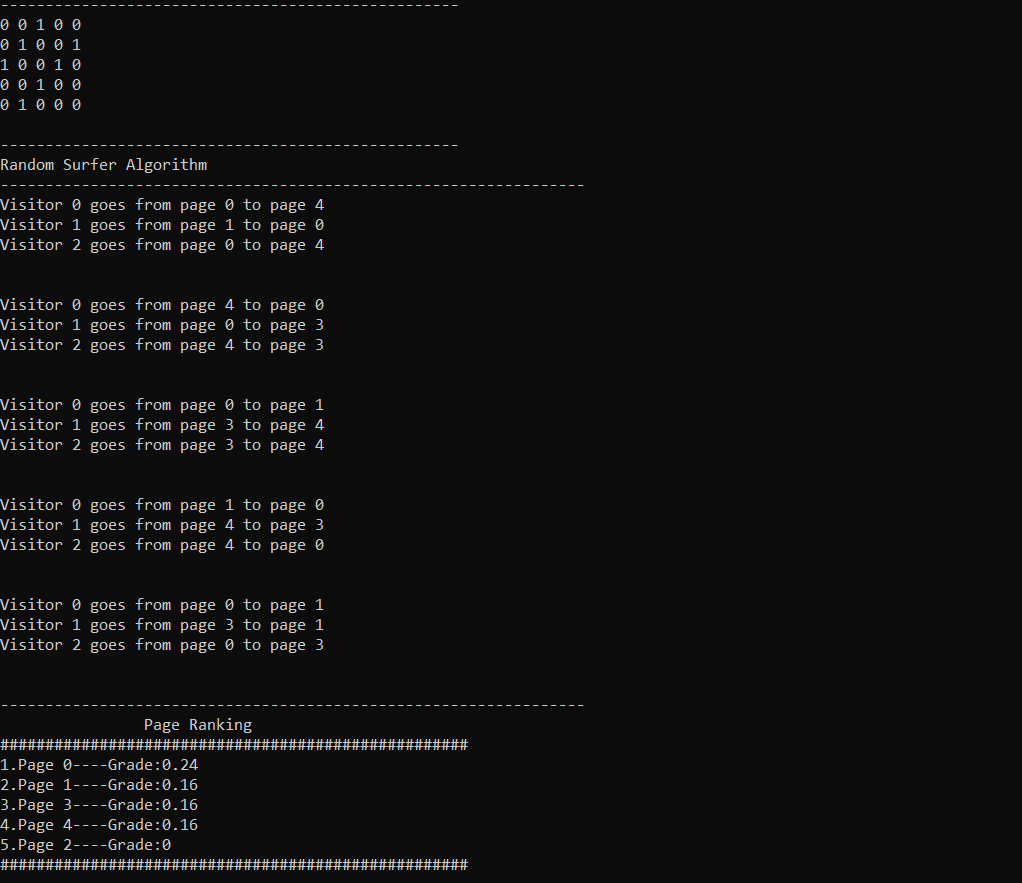 ---------------------------------------------------
0 0 1 0 0
0 1 0 0 1
1 0 0 1 0
0 0 1 0 0
0 1 0 0 0
---------------------------------------------------
Random Surfer Algorithm
-----------------------------------------------------------------
Visitor 0 goes from page 0 to page 4
Visitor 1 goes from page 1 to page 0
Visitor 2 goes from page 0 to page 4
Visitor 0 goes from page 4 to page 0
Visitor 1 goes from page 0 to page 3
Visitor 2 goes from page 4 to page 3
Visitor 0 goes from page 0 to page 1
Visitor 1 goes from page 3 to page 4
Visitor 2 goes from page 3 to page 4
Visitor 0 goes from page 1 to page 0
Visitor 1 goes from page 4 to page 3
Visitor 2 goes from page 4 to page 0
Visitor 0 goes from page 0 to page 1
Visitor 1 goes from page 3 to page 1
Visitor 2 goes from page 0 to page 3
-----------------------------------------------------------------
Page Ranking
####################################################
1.Page 0----Grade:0.24
2.Page 1----Grade:0.16
3.Page 3----Grade:0.16
4.Page 4----Grade:0.16
5.Page 2----Grade:0
####################################################